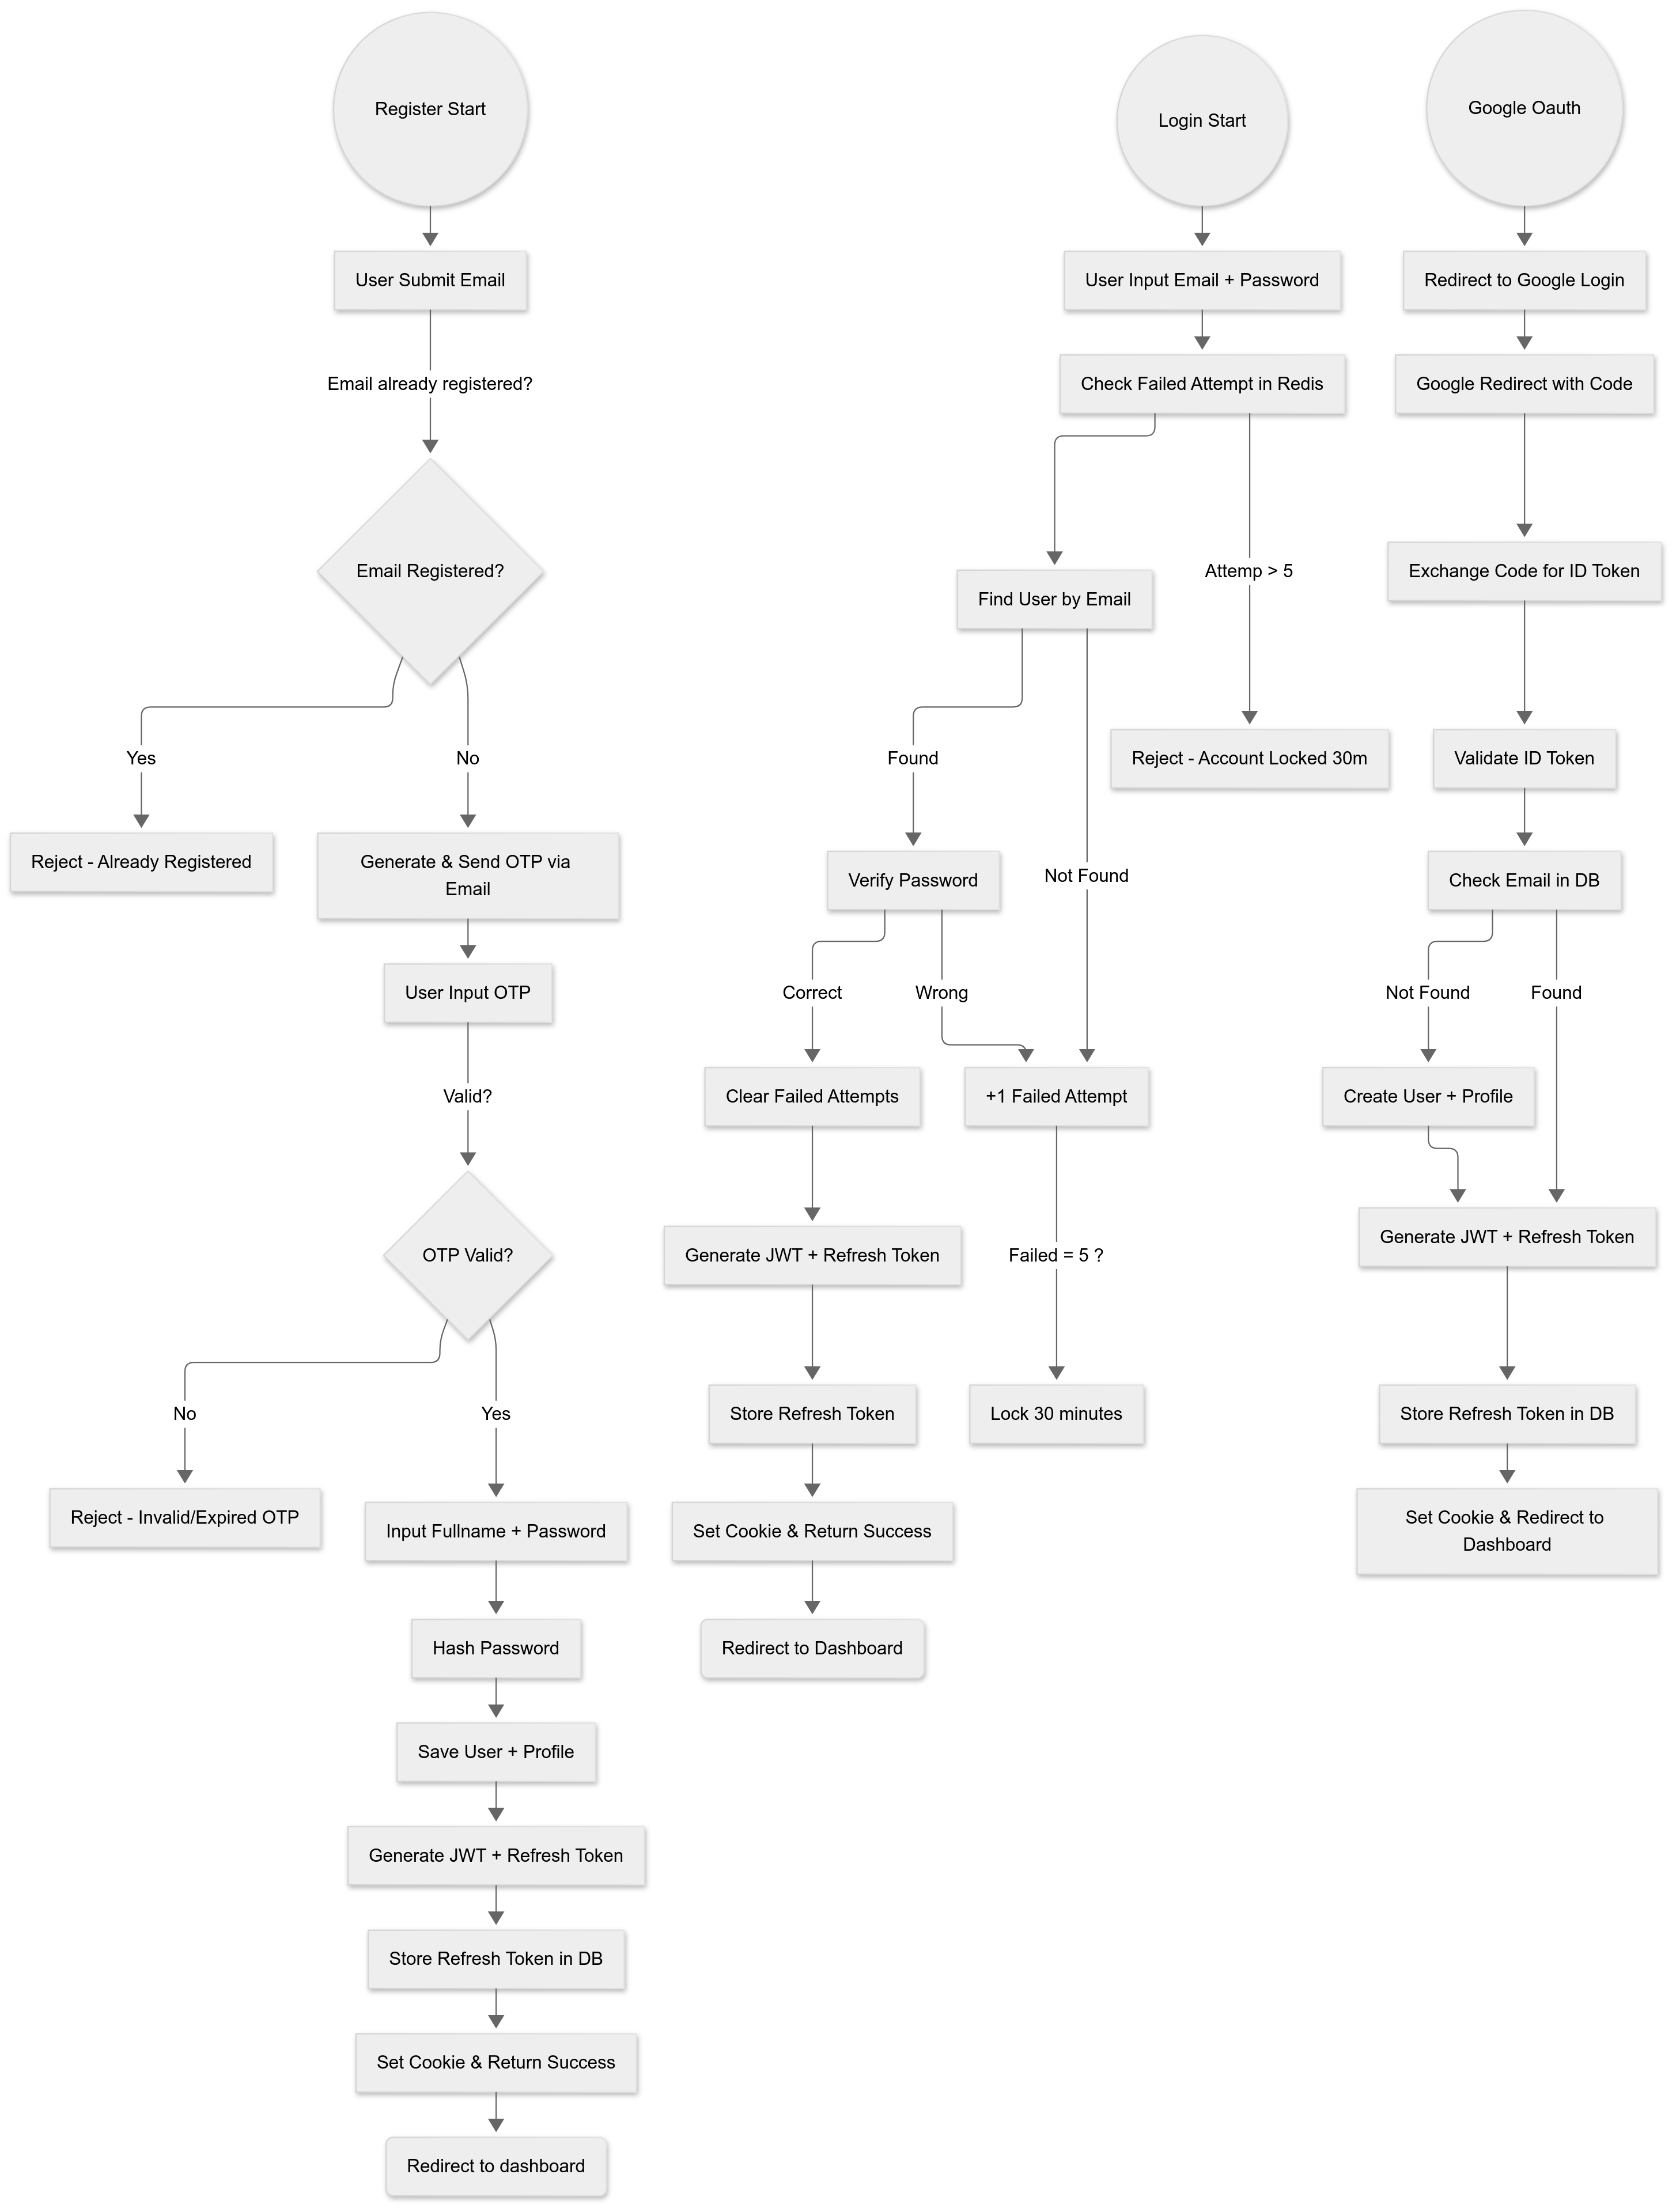 Register Start
User Submit Email
Email already registered?
Email Registered?
Yes
No
Reject - Already Registered
Generate & Send OTP via
Email
User Input OTP
Valid?
OTP Valid?
No
Yes
Reject - Invalid/Expired OTP
Input Fullname + Password
Hash Password
Save User + Profile
Generate JWT + Refresh Token
Store Refresh Token in DB
Set Cookie & Return Success
Redirect to dashboard
Login Start
User Input Email + Password
Check Failed Attempt in Redis
Attemp > 5
Find User by Email
Reject - Account Locked 30m
Found
Not Found
Verify Password
Correct
Wrong
Clear Failed Attempts
+1 Failed Attempt
Generate JWT + Refresh Token
Failed = 5 ?
Store Refresh Token
Lock 30 minutes
Set Cookie & Return Success
Redirect to Dashboard
Google Oauth
Redirect to Google Login
Google Redirect with Code
Exchange Code for ID Token
Validate ID Token
Check Email in DB
Not Found
Found
Create User + Profile
Generate JWT + Refresh Token
Store Refresh Token in DB
Set Cookie & Redirect to
Dashboard